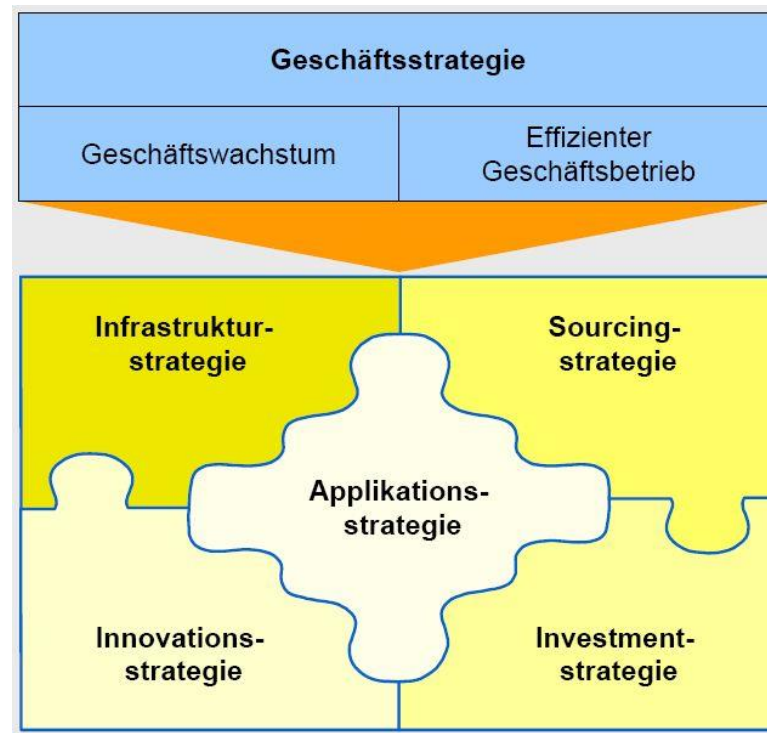 Geschäftsstrategie
Geschäftswachstum
Effizienter
Geschäftsbetrieb
Infrastruktur-
strategie
Sourcing-
strategie
Applikations-
strategie
Innovations-
strategie
Investment-
strategie